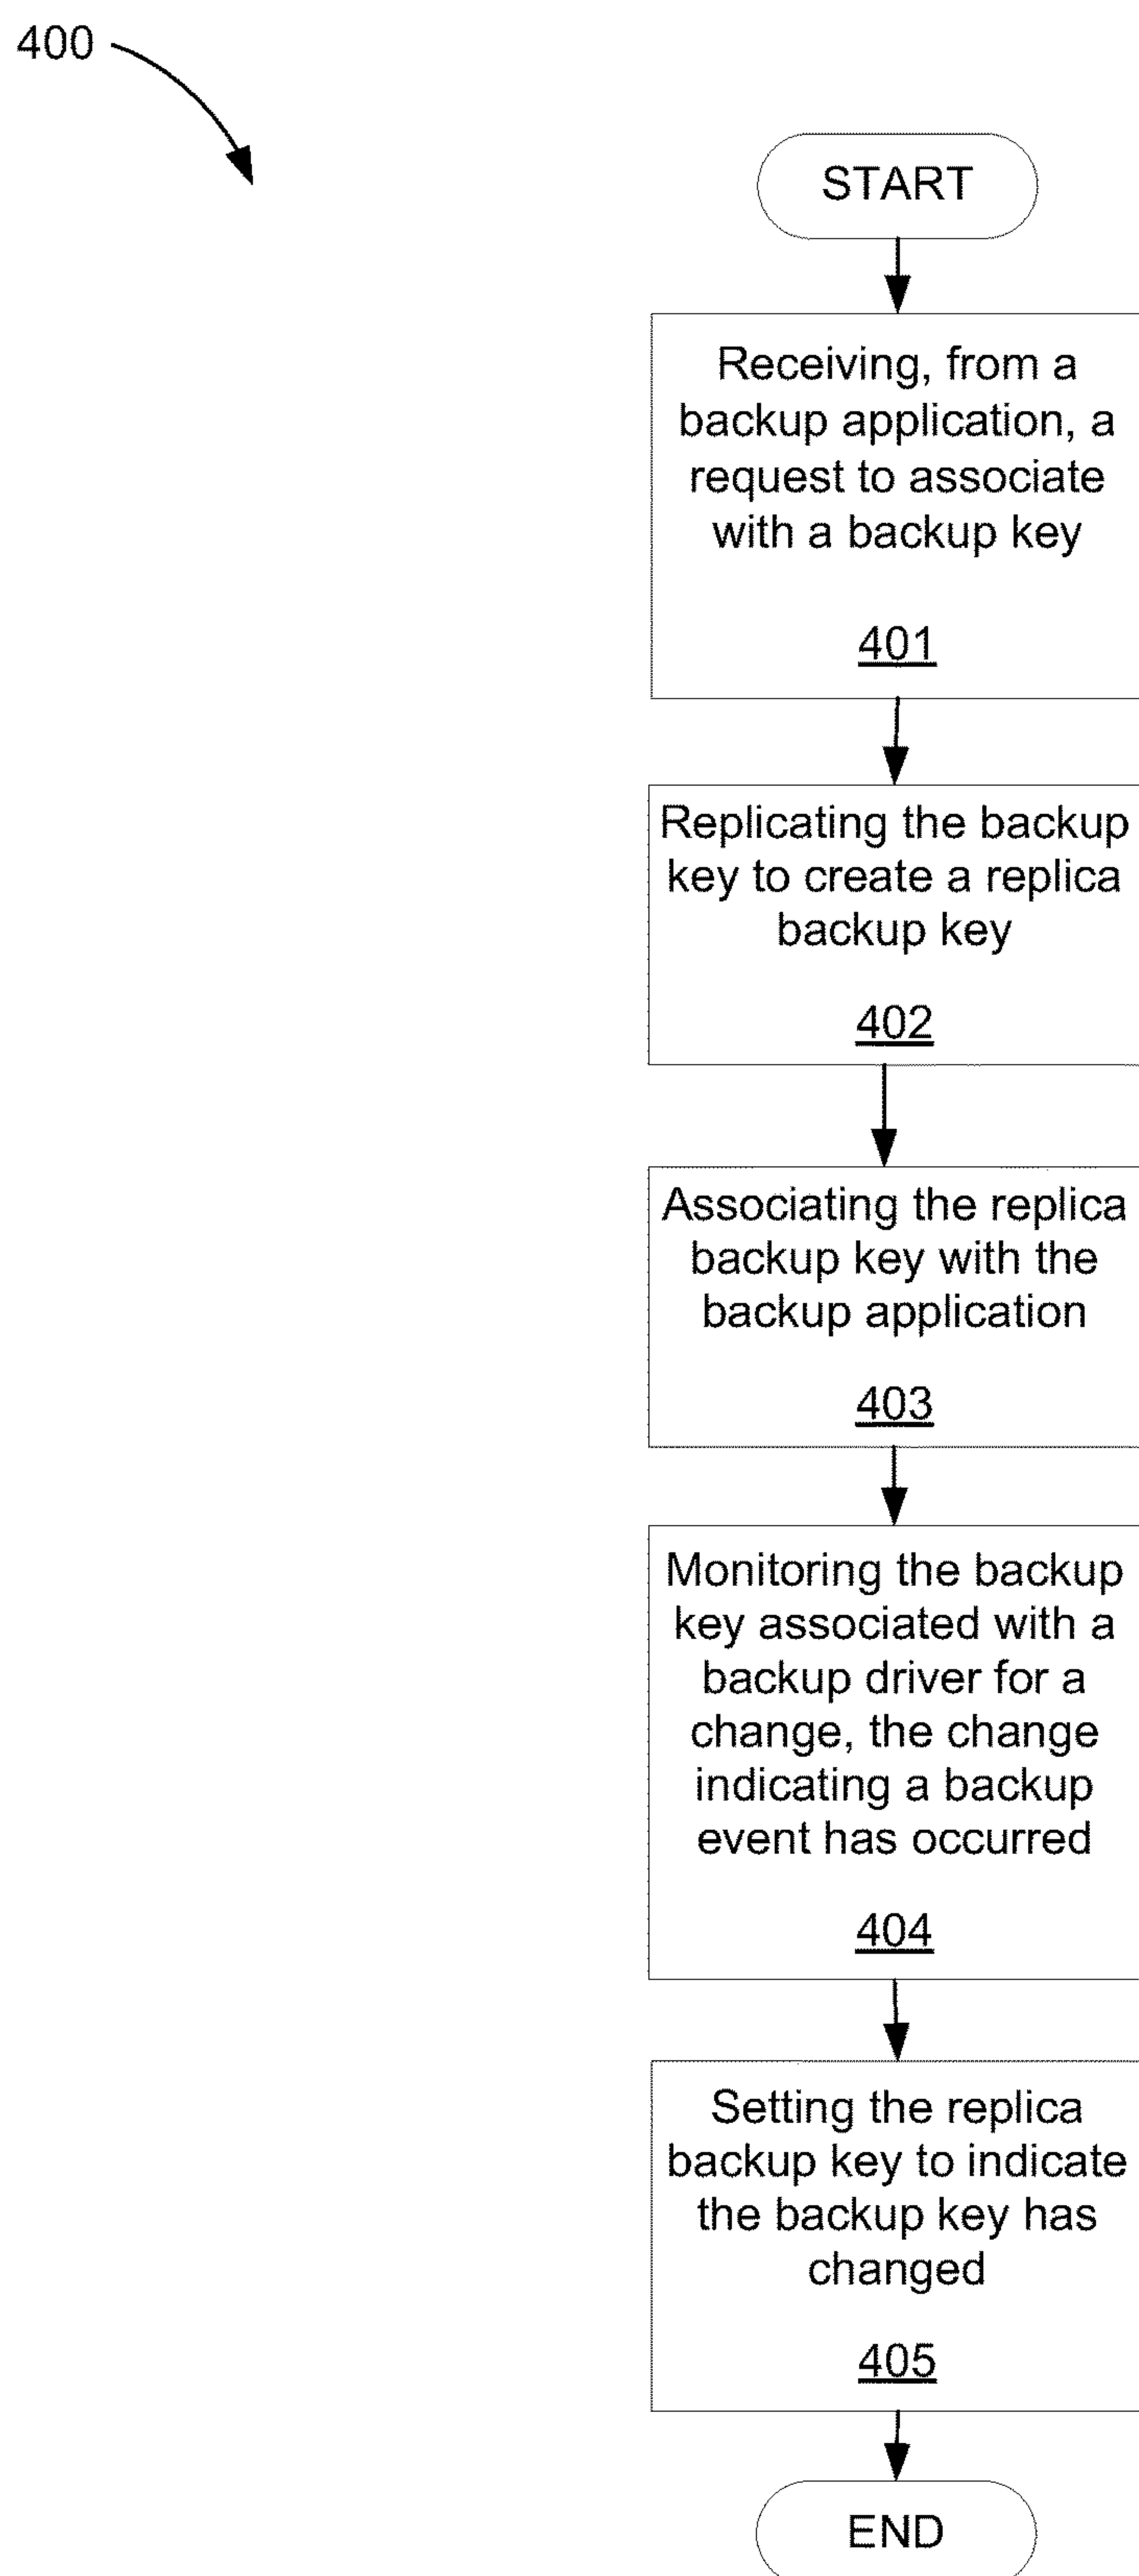 400
START
Receiving, from a
backup application, a
request to associate
with a backup key
401
Replicating the backup
key to create a replica
backup key
402
Associating the replica
backup key with the
backup application
403
Monitoring the backup
key associated with a
backup driver for a
change, the change
indicating a backup
event has occurred
404
Setting the replica
backup key to indicate
the backup key has
changed
405
END